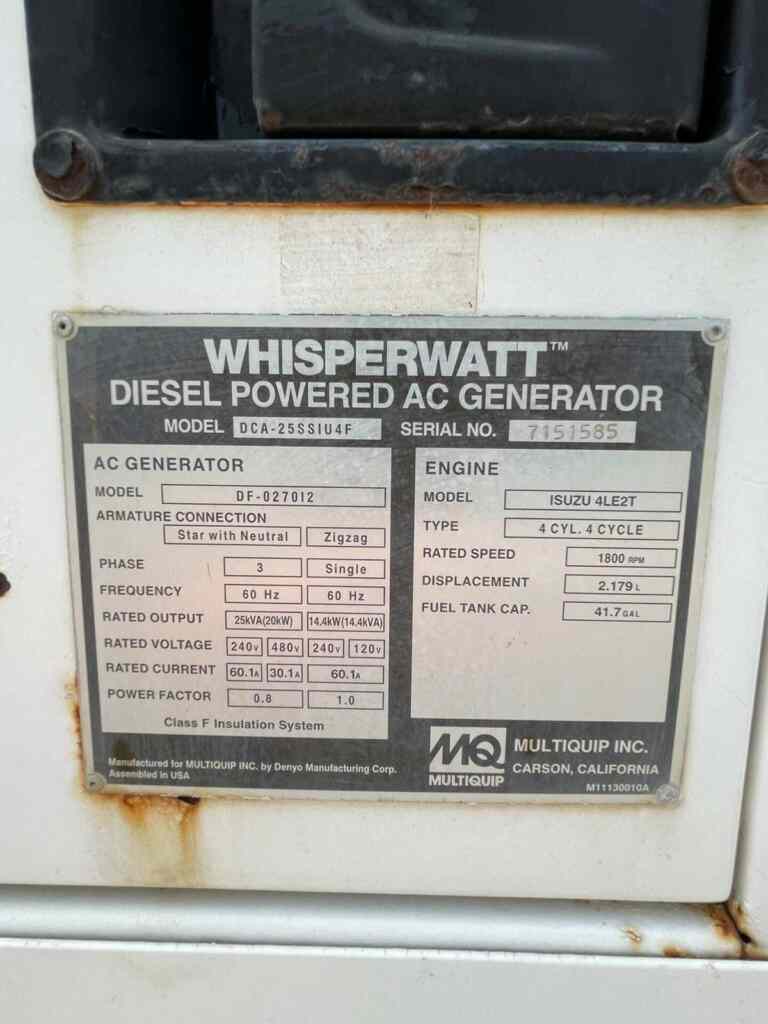 WHISPERWATT™
DIESEL POWERED AC GENERATOR
MODEL DCA-25SSIU4F SERIAL NO. 7151585
AC GENERATOR
MODEL DF-0270I2
ARMATURE CONNECTION
Star with Neutral Zigzag
PHASE 3 Single
FREQUENCY 60 Hz 60 Hz
RATED OUTPUT 25kVA(20kW) 14.4kW(14.4kVA)
RATED VOLTAGE 240V 480V 240V 120V
RATED CURRENT 60.1A 30.1A 60.1A
POWER FACTOR 0.8 1.0
Class F Insulation System
ENGINE
MODEL ISUZU 4LE2T
TYPE 4 CYL. 4 CYCLE
RATED SPEED 1800 RPM
DISPLACEMENT 2.179 L
FUEL TANK CAP. 41.7 GAL
Manufactured for MULTIQUIP INC. by Denyo Manufacturing Corp.
Assembled in USA
MQ
MULTIQUIP
MULTIQUIP INC.
CARSON, CALIFORNIA
M11130010A